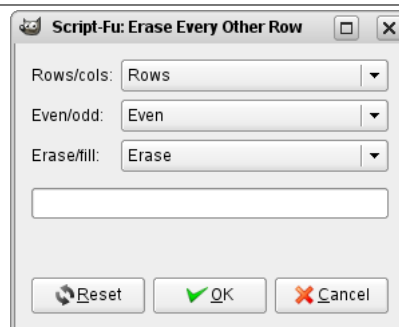 Script-Fu: Erase Every Other Row
Rows/cols: Rows
Even/odd: Even
Erase/fill: Erase
Reset OK Cancel